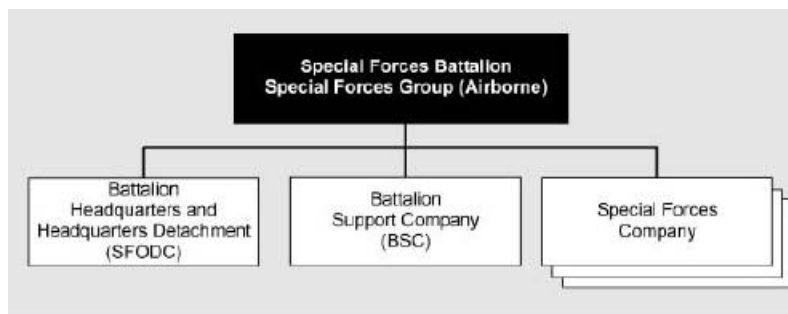 Special Forces Battalion
Special Forces Group (Airborne)
Battalion
Headquarters and
Headquarters Detachment
(SFODC)
Battalion
Support Company
(BSC)
Special Forces
Company